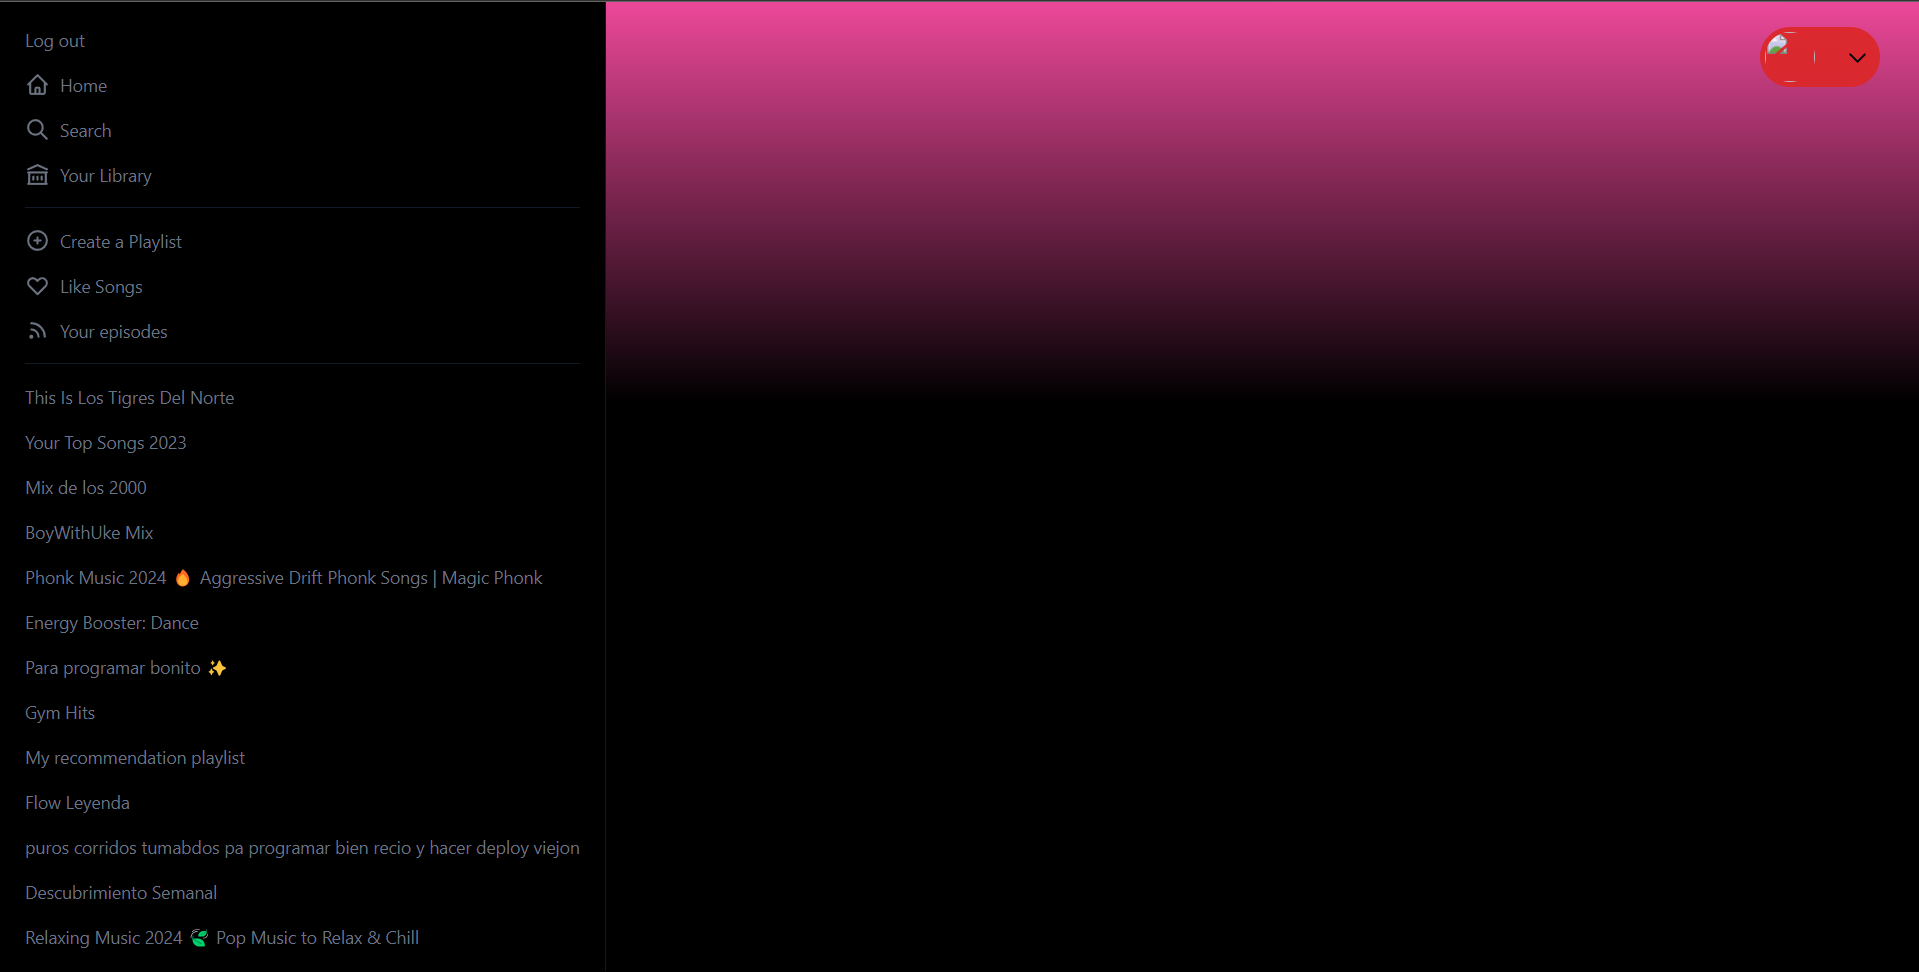 Log out
Home
Search
Your Library
Create a Playlist
Like Songs
Your episodes
This Is Los Tigres Del Norte
Your Top Songs 2023
Mix de los 2000
BoyWithUke Mix
Phonk Music 2024 🔥 Aggressive Drift Phonk Songs | Magic Phonk
Energy Booster: Dance
Para programar bonito ✨
Gym Hits
My recommendation playlist
Flow Leyenda
puros corridos tumabdos pa programar bien recio y hacer deploy viejon
Descubrimiento Semanal
Relaxing Music 2024 🍃 Pop Music to Relax & Chill